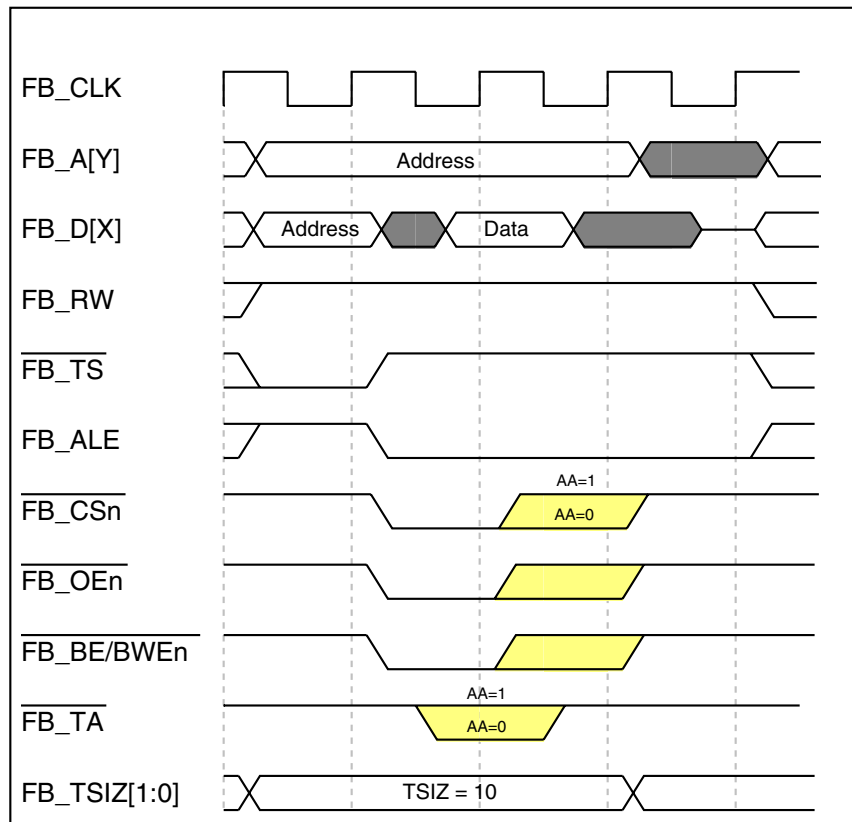 FB_CLK
FB_A[Y]
Address
FB_D[X]
Address
Data
FB_RW
FB_TS
FB_ALE
AA=1
FB_CSn
AA=0
FB_OEn
FB_BE/BWEn
AA=1
FB_TA
AA=0
FB_TSIZ[1:0]
TSIZ = 10